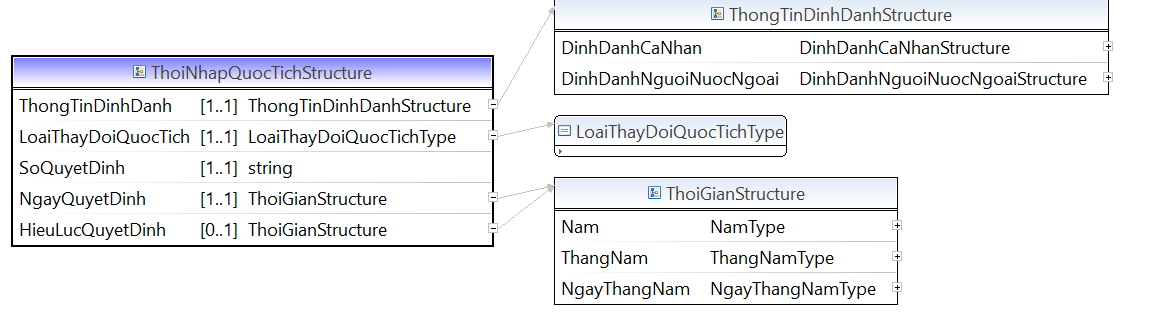 ThoiNhapQuocTichStructure
ThongTinDinhDanh [1..1] ThongTinDinhDanhStructure
LoaiThayDoiQuocTich [1..1] LoaiThayDoiQuocTichType
SoQuyetDinh [1..1] string
NgayQuyetDinh [1..1] ThoiGianStructure
HieuLucQuyetDinh [0..1] ThoiGianStructure
ThongTinDinhDanhStructure
DinhDanhCaNhan DinhDanhCaNhanStructure
DinhDanhNguoiNuocNgoai DinhDanhNguoiNuocNgoaiStructure
LoaiThayDoiQuocTichType
ThoiGianStructure
Nam NamType
ThangNam ThangNamType
NgayThangNam NgayThangNamType